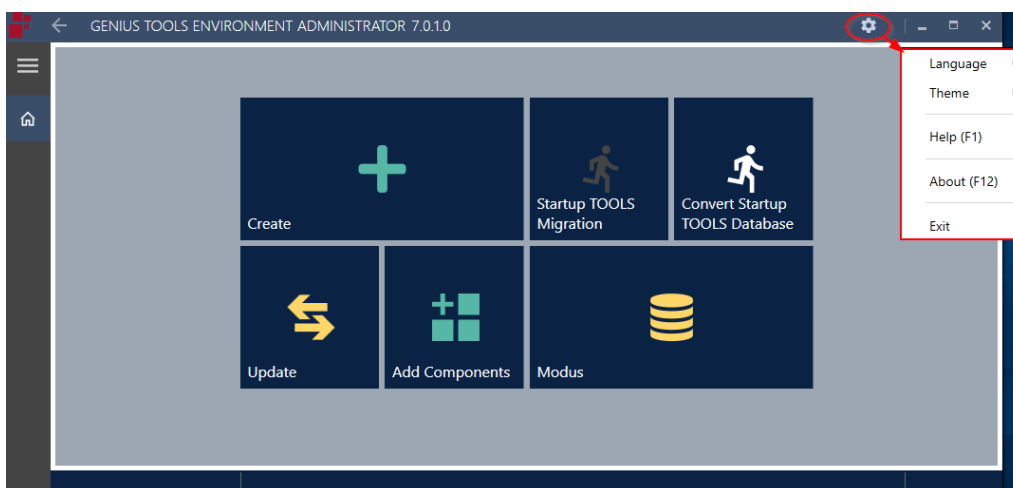 GENIUS TOOLS ENVIRONMENT ADMINISTRATOR 7.0.1.0
Language
Theme
Help (F1)
About (F12)
Exit
Create
Startup TOOLS
Migration
Convert Startup
TOOLS Database
Update
Add Components
Modus